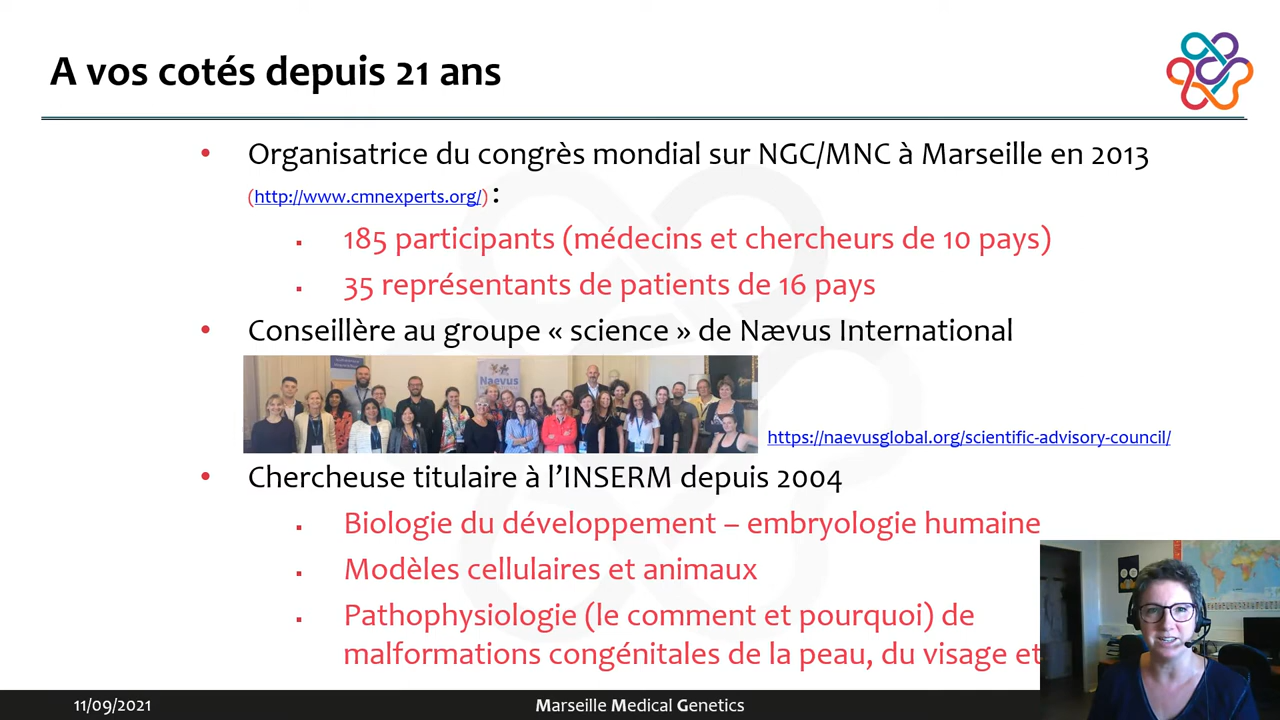 A vos cotés depuis 21 ans
• Organisatrice du congrès mondial sur NGC/MNC à Marseille en 2013
(http://www.cmnexperts.org/) :
▪ 185 participants (médecins et chercheurs de 10 pays)
▪ 35 représentants de patients de 16 pays
• Conseillère au groupe « science » de Nævus International
Naevus
https://naevusglobal.org/scientific-advisory-council/
• Chercheuse titulaire à l’INSERM depuis 2004
▪ Biologie du développement – embryologie humaine
▪ Modèles cellulaires et animaux
▪ Pathophysiologie (le comment et pourquoi) de
malformations congénitales de la peau, du visage et
11/09/2021
Marseille Medical Genetics